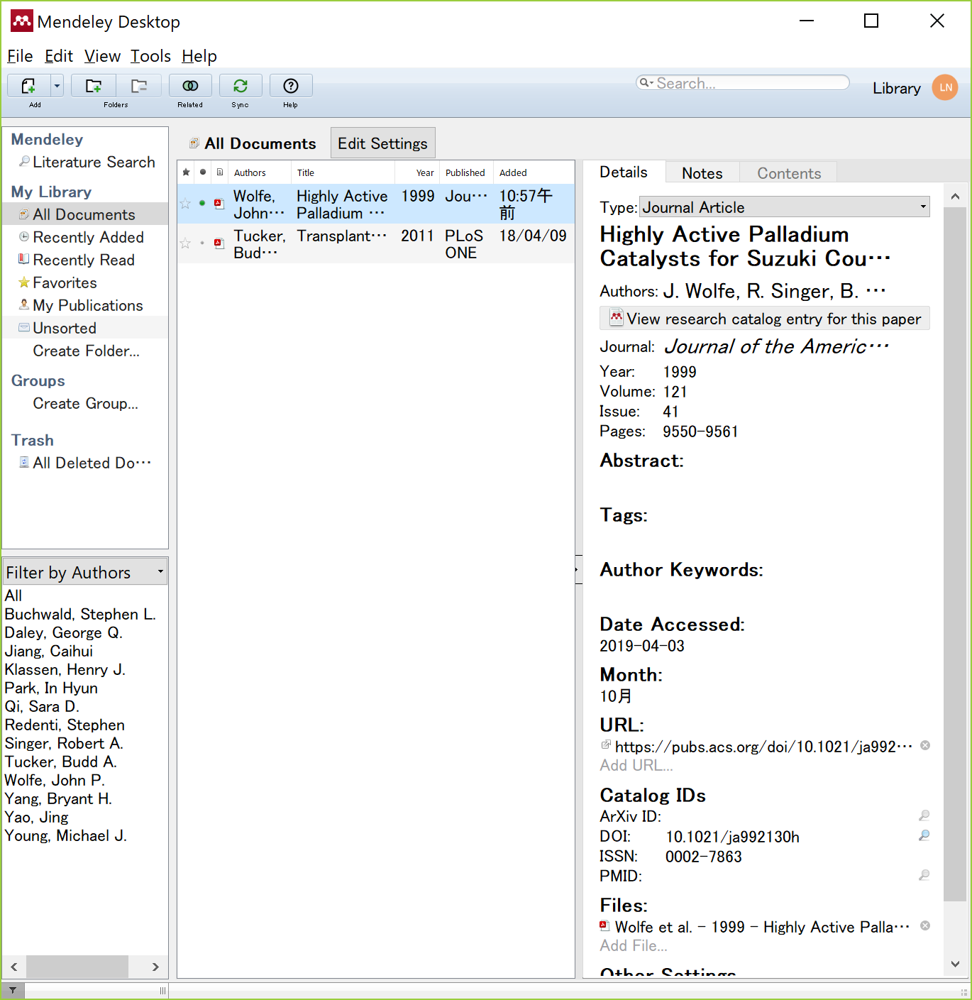 Mendeley Desktop
File Edit View Tools Help
Add Folders Related Sync Help
Search...
Library LN
Mendeley
Literature Search
My Library
All Documents
Recently Added
Recently Read
Favorites
My Publications
Unsorted
Create Folder...
Groups
Create Group...
Trash
All Deleted Do···
Filter by Authors
All
Buchwald, Stephen L.
Daley, George Q.
Jiang, Caihui
Klassen, Henry J.
Park, In Hyun
Qi, Sara D.
Redenti, Stephen
Singer, Robert A.
Tucker, Budd A.
Wolfe, John P.
Yang, Bryant H.
Yao, Jing
Young, Michael J.
All Documents Edit Settings
Authors Title Year Published Added
Wolfe, Highly Active 1999 Jou··· 10:57午
John··· Palladium ··· 前
Tucker, Transplant··· 2011 PLoS 18/04/09
Bud··· ONE
Details Notes Contents
Type: Journal Article
Highly Active Palladium
Catalysts for Suzuki Cou···
Authors: J. Wolfe, R. Singer, B. ···
View research catalog entry for this paper
Journal: Journal of the Americ···
Year: 1999
Volume: 121
Issue: 41
Pages: 9550-9561
Abstract:
Tags:
Author Keywords:
Date Accessed:
2019-04-03
Month:
10月
URL:
https://pubs.acs.org/doi/10.1021/ja992···
Add URL...
Catalog IDs
ArXiv ID:
DOI: 10.1021/ja992130h
ISSN: 0002-7863
PMID:
Files:
Wolfe et al. - 1999 - Highly Active Palla···
Add File...
Other Settings